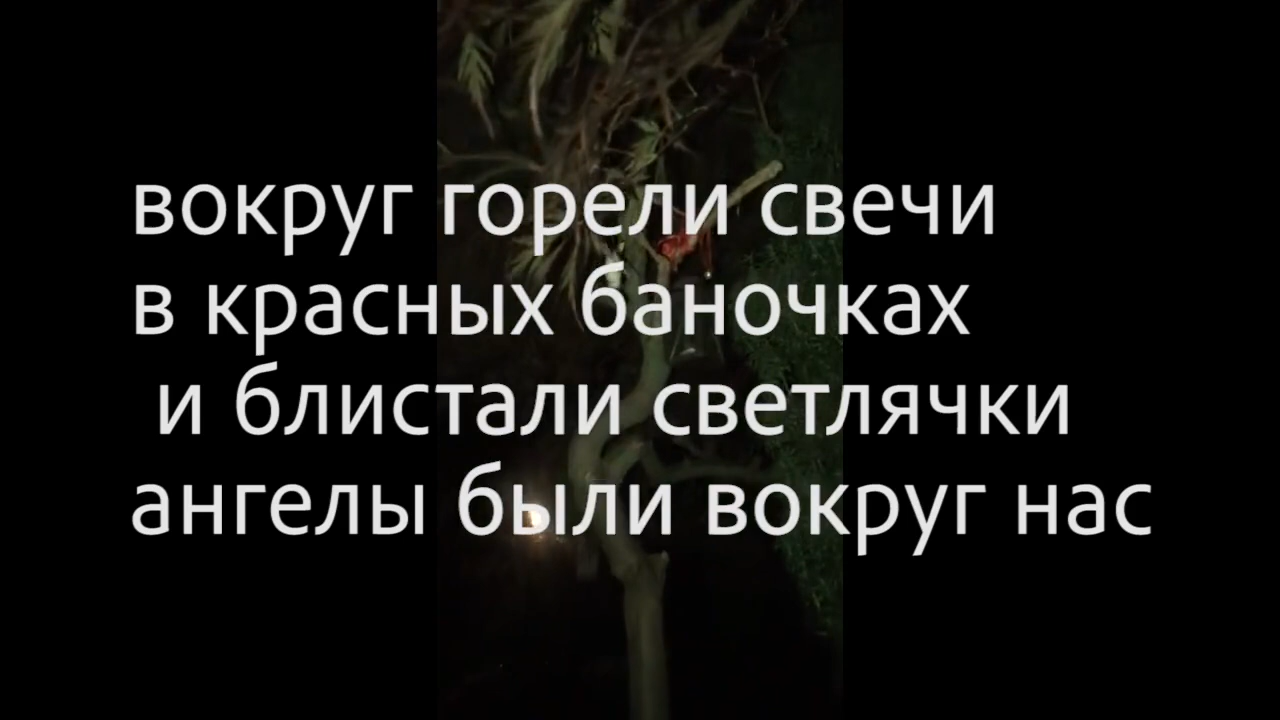 вокруг горели свечи
в красных баночках
и блистали светлячки
ангелы были вокруг нас